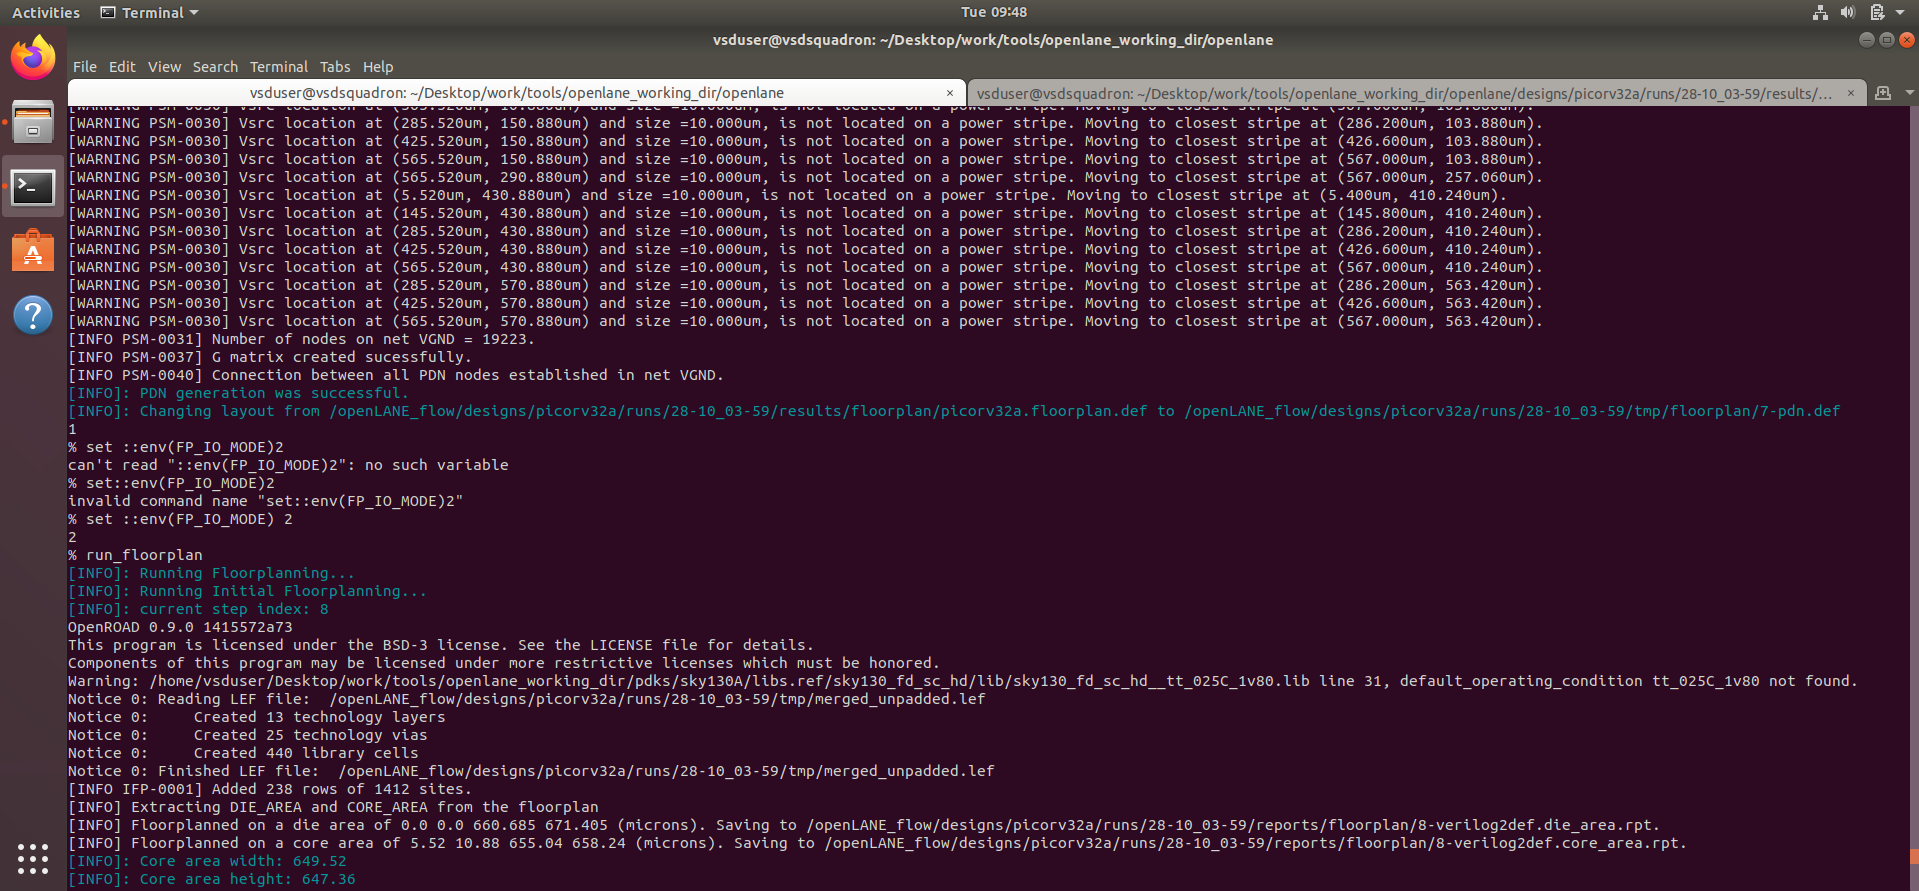 Activities Terminal Tue 09:48
vsduser@vsdsquadron: ~/Desktop/work/tools/openlane_working_dir/openlane
File Edit View Search Terminal Tabs Help
vsduser@vsdsquadron: ~/Desktop/work/tools/openlane_working_dir/openlane × vsduser@vsdsquadron: ~/Desktop/work/tools/openlane_working_dir/openlane/designs/picorv32a/runs/28-10_03-59/results/... ×
[WARNING PSM-0030] Vsrc location at (565.520um, 10.880um) and size =10.000um, is not located on a power stripe. Moving to closest stripe at (567.000um, 103.880um).
[WARNING PSM-0030] Vsrc location at (285.520um, 150.880um) and size =10.000um, is not located on a power stripe. Moving to closest stripe at (286.200um, 103.880um).
[WARNING PSM-0030] Vsrc location at (425.520um, 150.880um) and size =10.000um, is not located on a power stripe. Moving to closest stripe at (426.600um, 103.880um).
[WARNING PSM-0030] Vsrc location at (565.520um, 150.880um) and size =10.000um, is not located on a power stripe. Moving to closest stripe at (567.000um, 103.880um).
[WARNING PSM-0030] Vsrc location at (565.520um, 290.880um) and size =10.000um, is not located on a power stripe. Moving to closest stripe at (567.000um, 257.060um).
[WARNING PSM-0030] Vsrc location at (5.520um, 430.880um) and size =10.000um, is not located on a power stripe. Moving to closest stripe at (5.400um, 410.240um).
[WARNING PSM-0030] Vsrc location at (145.520um, 430.880um) and size =10.000um, is not located on a power stripe. Moving to closest stripe at (145.800um, 410.240um).
[WARNING PSM-0030] Vsrc location at (285.520um, 430.880um) and size =10.000um, is not located on a power stripe. Moving to closest stripe at (286.200um, 410.240um).
[WARNING PSM-0030] Vsrc location at (425.520um, 430.880um) and size =10.000um, is not located on a power stripe. Moving to closest stripe at (426.600um, 410.240um).
[WARNING PSM-0030] Vsrc location at (565.520um, 430.880um) and size =10.000um, is not located on a power stripe. Moving to closest stripe at (567.000um, 410.240um).
[WARNING PSM-0030] Vsrc location at (285.520um, 570.880um) and size =10.000um, is not located on a power stripe. Moving to closest stripe at (286.200um, 563.420um).
[WARNING PSM-0030] Vsrc location at (425.520um, 570.880um) and size =10.000um, is not located on a power stripe. Moving to closest stripe at (426.600um, 563.420um).
[WARNING PSM-0030] Vsrc location at (565.520um, 570.880um) and size =10.000um, is not located on a power stripe. Moving to closest stripe at (567.000um, 563.420um).
[INFO PSM-0031] Number of nodes on net VGND = 19223.
[INFO PSM-0037] G matrix created sucessfully.
[INFO PSM-0040] Connection between all PDN nodes established in net VGND.
[INFO]: PDN generation was successful.
[INFO]: Changing layout from /openLANE_flow/designs/picorv32a/runs/28-10_03-59/results/floorplan/picorv32a.floorplan.def to /openLANE_flow/designs/picorv32a/runs/28-10_03-59/tmp/floorplan/7-pdn.def
1
% set ::env(FP_IO_MODE)2
can't read "::env(FP_IO_MODE)2": no such variable
% set::env(FP_IO_MODE)2
invalid command name "set::env(FP_IO_MODE)2"
% set ::env(FP_IO_MODE) 2
2
% run_floorplan
[INFO]: Running Floorplanning...
[INFO]: Running Initial Floorplanning...
[INFO]: current step index: 8
OpenROAD 0.9.0 1415572a73
This program is licensed under the BSD-3 license. See the LICENSE file for details.
Components of this program may be licensed under more restrictive licenses which must be honored.
Warning: /home/vsduser/Desktop/work/tools/openlane_working_dir/pdks/sky130A/libs.ref/sky130_fd_sc_hd/lib/sky130_fd_sc_hd__tt_025C_1v80.lib line 31, default_operating_condition tt_025C_1v80 not found.
Notice 0: Reading LEF file:  /openLANE_flow/designs/picorv32a/runs/28-10_03-59/tmp/merged_unpadded.lef
Notice 0:     Created 13 technology layers
Notice 0:     Created 25 technology vias
Notice 0:     Created 440 library cells
Notice 0: Finished LEF file:  /openLANE_flow/designs/picorv32a/runs/28-10_03-59/tmp/merged_unpadded.lef
[INFO IFP-0001] Added 238 rows of 1412 sites.
[INFO] Extracting DIE_AREA and CORE_AREA from the floorplan
[INFO] Floorplanned on a die area of 0.0 0.0 660.685 671.405 (microns). Saving to /openLANE_flow/designs/picorv32a/runs/28-10_03-59/reports/floorplan/8-verilog2def.die_area.rpt.
[INFO] Floorplanned on a core area of 5.52 10.88 655.04 658.24 (microns). Saving to /openLANE_flow/designs/picorv32a/runs/28-10_03-59/reports/floorplan/8-verilog2def.core_area.rpt.
[INFO]: Core area width: 649.52
[INFO]: Core area height: 647.36